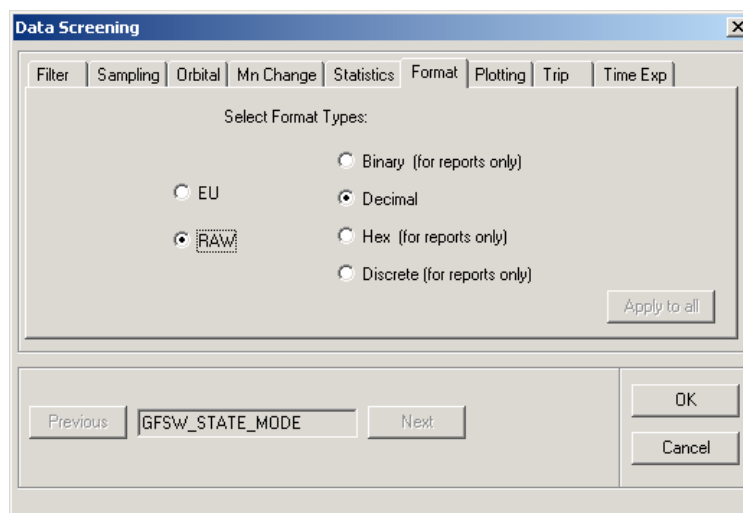 Data Screening
Filter Sampling Orbital Mn Change Statistics Format Plotting Trip Time Exp
Select Format Types:
Binary (for reports only)
EU
Decimal
RAW
Hex (for reports only)
Discrete (for reports only)
Apply to all
Previous GFSW_STATE_MODE Next
OK
Cancel